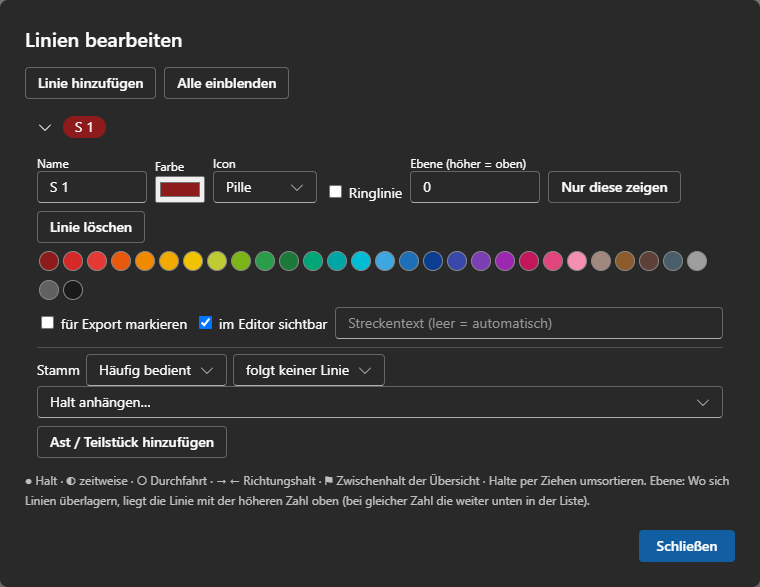 Linien bearbeiten
Linie hinzufügen Alle einblenden
S 1
Name Farbe Icon Ebene (höher = oben)
S 1 Pille Ringlinie 0 Nur diese zeigen
Linie löschen
für Export markieren im Editor sichtbar Streckentext (leer = automatisch)
Stamm Häufig bedient folgt keiner Linie
Halt anhängen...
Ast / Teilstück hinzufügen
● Halt · ◐ zeitweise · ○ Durchfahrt · → ← Richtungshalt · ⚑ Zwischenhalt der Übersicht · Halte per Ziehen umsortieren. Ebene: Wo sich
Linien überlagern, liegt die Linie mit der höheren Zahl oben (bei gleicher Zahl die weiter unten in der Liste).
Schließen